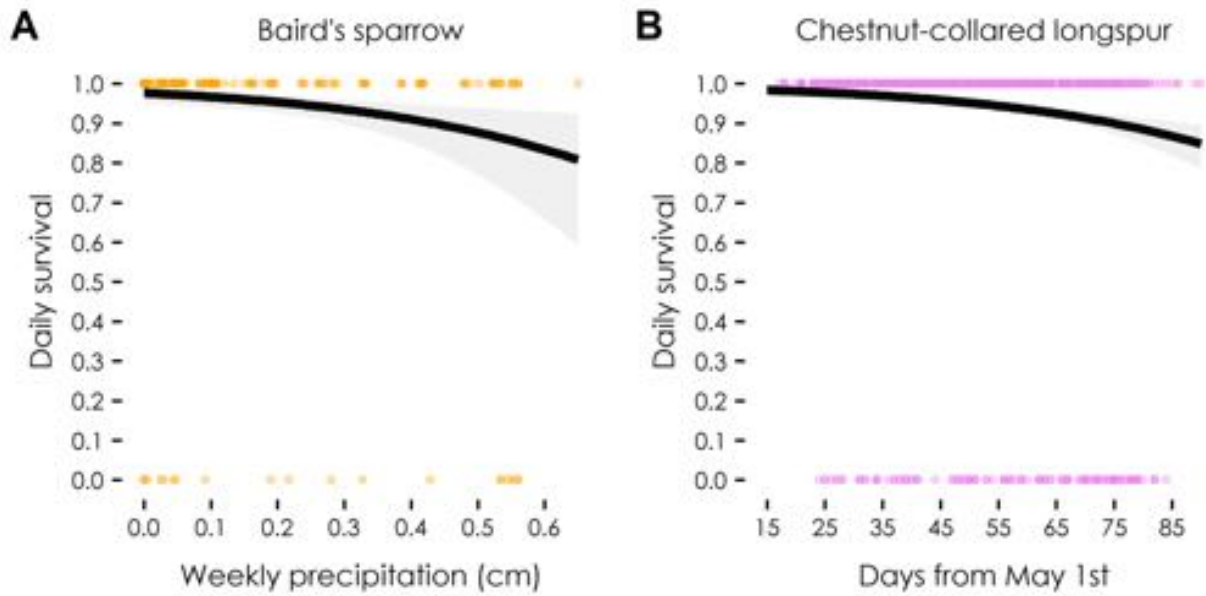 A Baird's sparrow
Daily survival
1.0
0.9
0.8
0.7
0.6
0.5
0.4
0.3
0.2
0.1
0.0
0.0 0.1 0.2 0.3 0.4 0.5 0.6
Weekly precipitation (cm)
B Chestnut-collared longspur
Daily survival
1.0
0.9
0.8
0.7
0.6
0.5
0.4
0.3
0.2
0.1
0.0
15 25 35 45 55 65 75 85
Days from May 1st